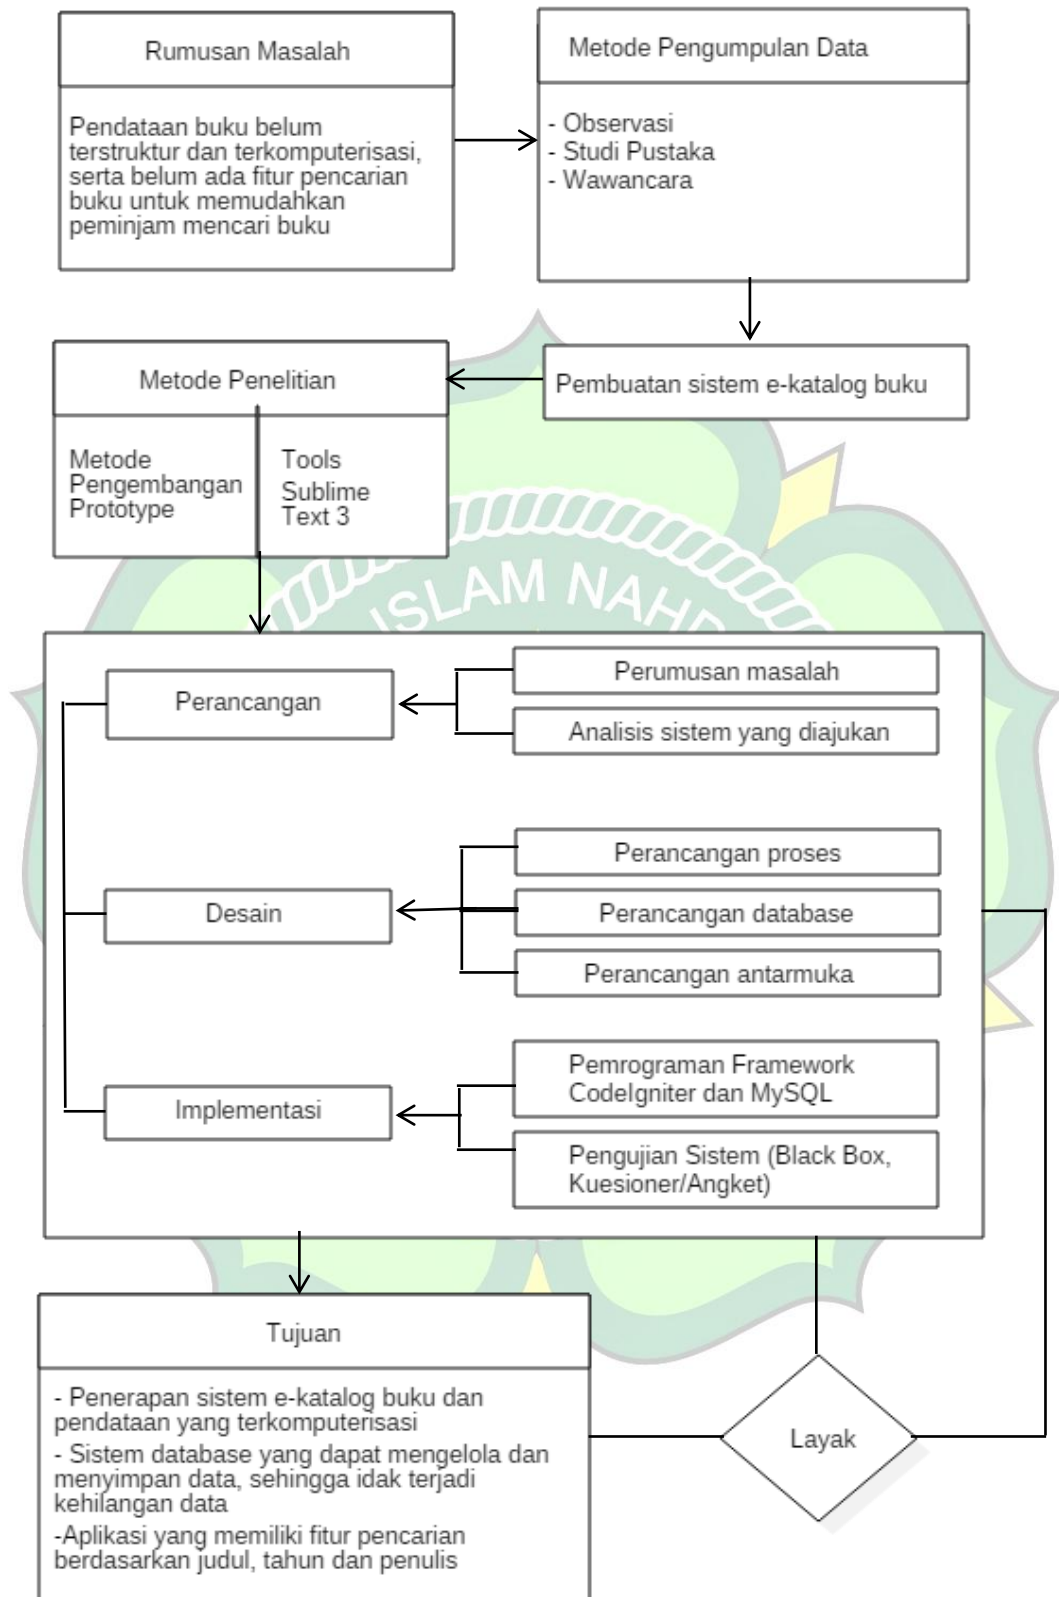 Rumusan Masalah
Pendataan buku belum
terstruktur dan terkomputerisasi,
serta belum ada fitur pencarian
buku untuk memudahkan
peminjam mencari buku
Metode Pengumpulan Data
- Observasi
- Studi Pustaka
- Wawancara
Pembuatan sistem e-katalog buku
Metode Penelitian
Metode
Pengembangan
Prototype
Tools
Sublime
Text 3
ISLAM NAHD
Perancangan
Perumusan masalah
Analisis sistem yang diajukan
Desain
Perancangan proses
Perancangan database
Perancangan antarmuka
Implementasi
Pemrograman Framework
CodeIgniter dan MySQL
Pengujian Sistem (Black Box,
Kuesioner/Angket)
Tujuan
- Penerapan sistem e-katalog buku dan
pendataan yang terkomputerisasi
- Sistem database yang dapat mengelola dan
menyimpan data, sehingga idak terjadi
kehilangan data
-Aplikasi yang memiliki fitur pencarian
berdasarkan judul, tahun dan penulis
Layak